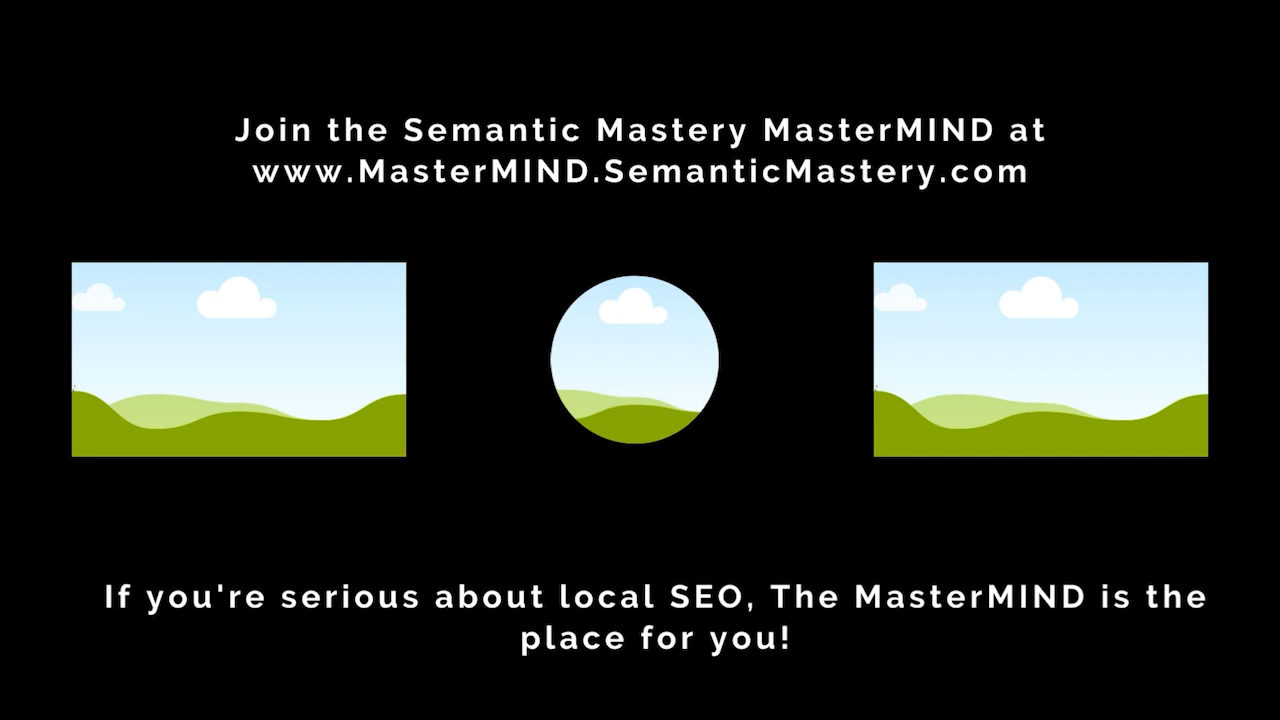 Join the Semantic Mastery MasterMIND at
www.MasterMIND.SemanticMastery.com
If you're serious about local SEO, The MasterMIND is the
place for you!